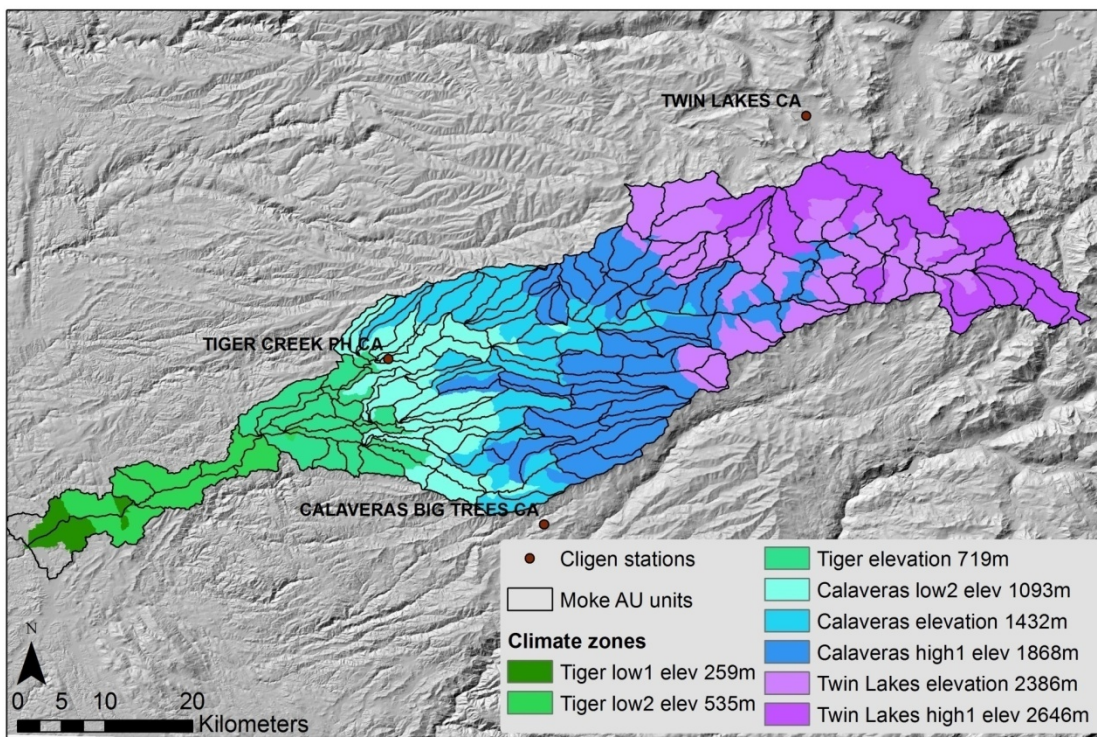 TWIN LAKES CA
TIGER CREEK PH CA
CALAVERAS BIG TREES CA
Cligen stations
Moke AU units
Climate zones
Tiger low1 elev 259m
Tiger low2 elev 535m
Tiger elevation 719m
Calaveras low2 elev 1093m
Calaveras elevation 1432m
Calaveras high1 elev 1868m
Twin Lakes elevation 2386m
Twin Lakes high1 elev 2646m
N
0 5 10 20
Kilometers